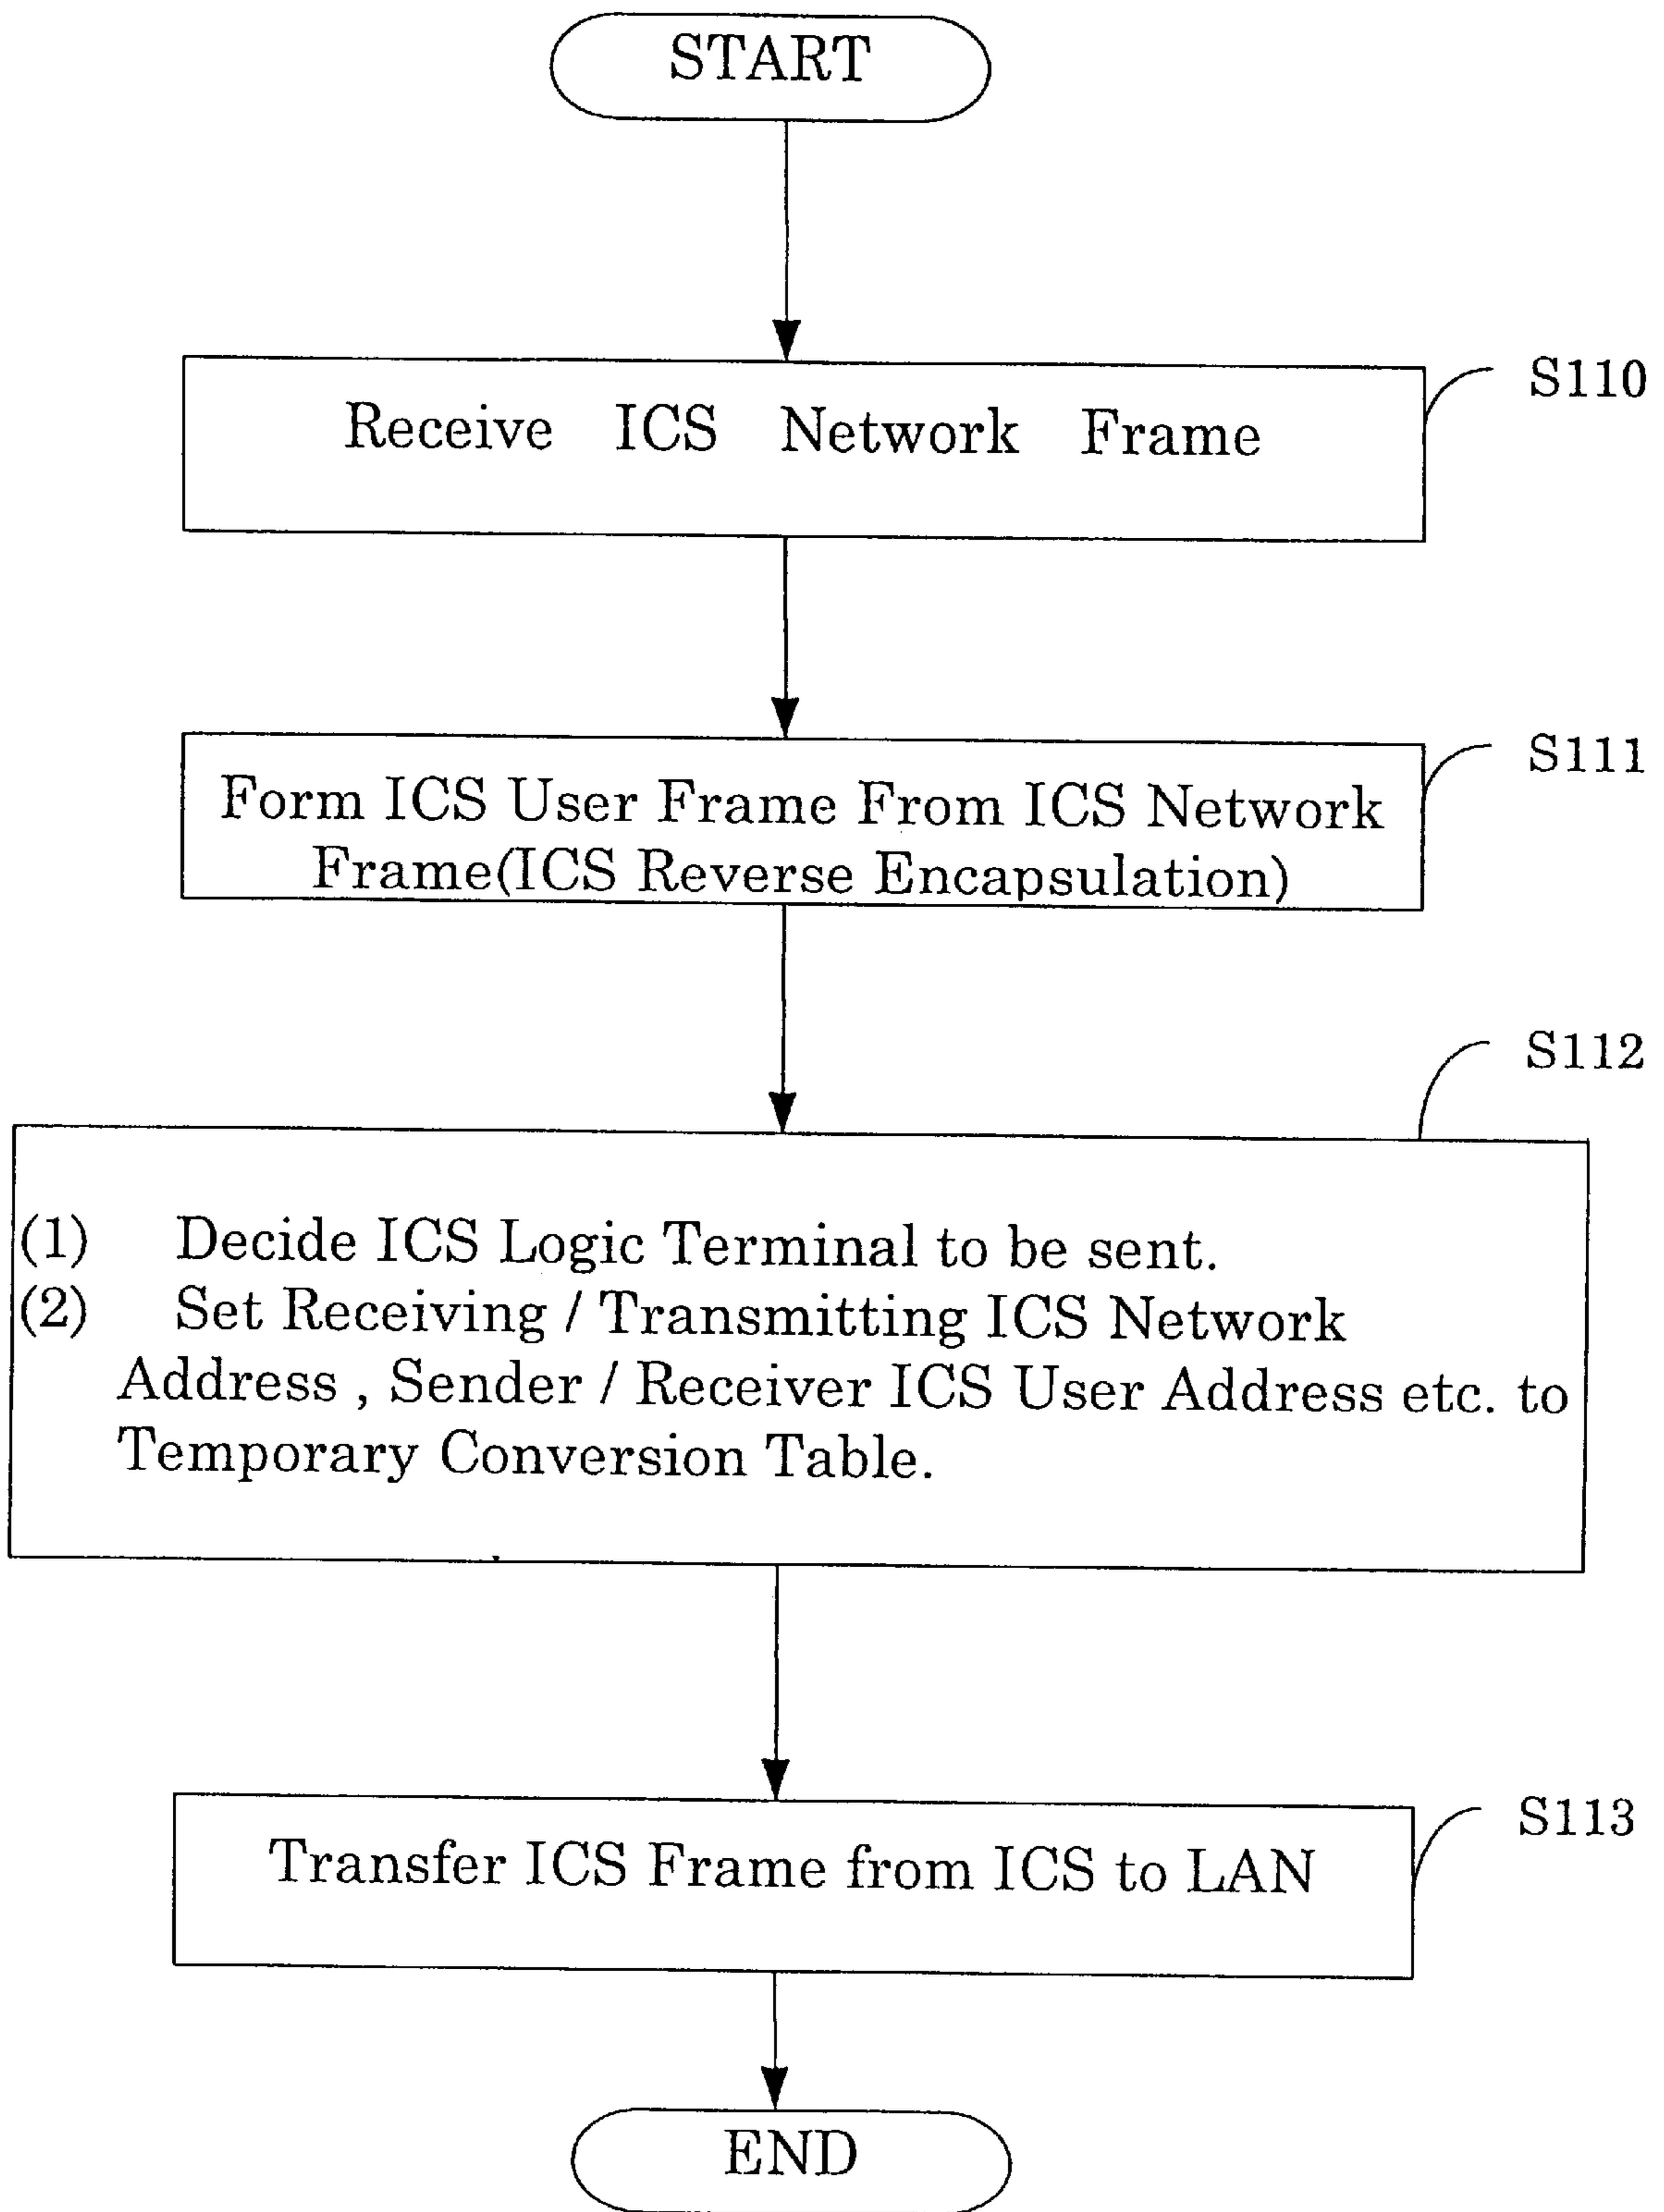 START
S110
Receive ICS Network Frame
S111
Form ICS User Frame From ICS Network
Frame(ICS Reverse Encapsulation)
S112
(1) Decide ICS Logic Terminal to be sent.
(2) Set Receiving / Transmitting ICS Network
Address , Sender / Receiver ICS User Address etc. to
Temporary Conversion Table.
S113
Transfer ICS Frame from ICS to LAN
END